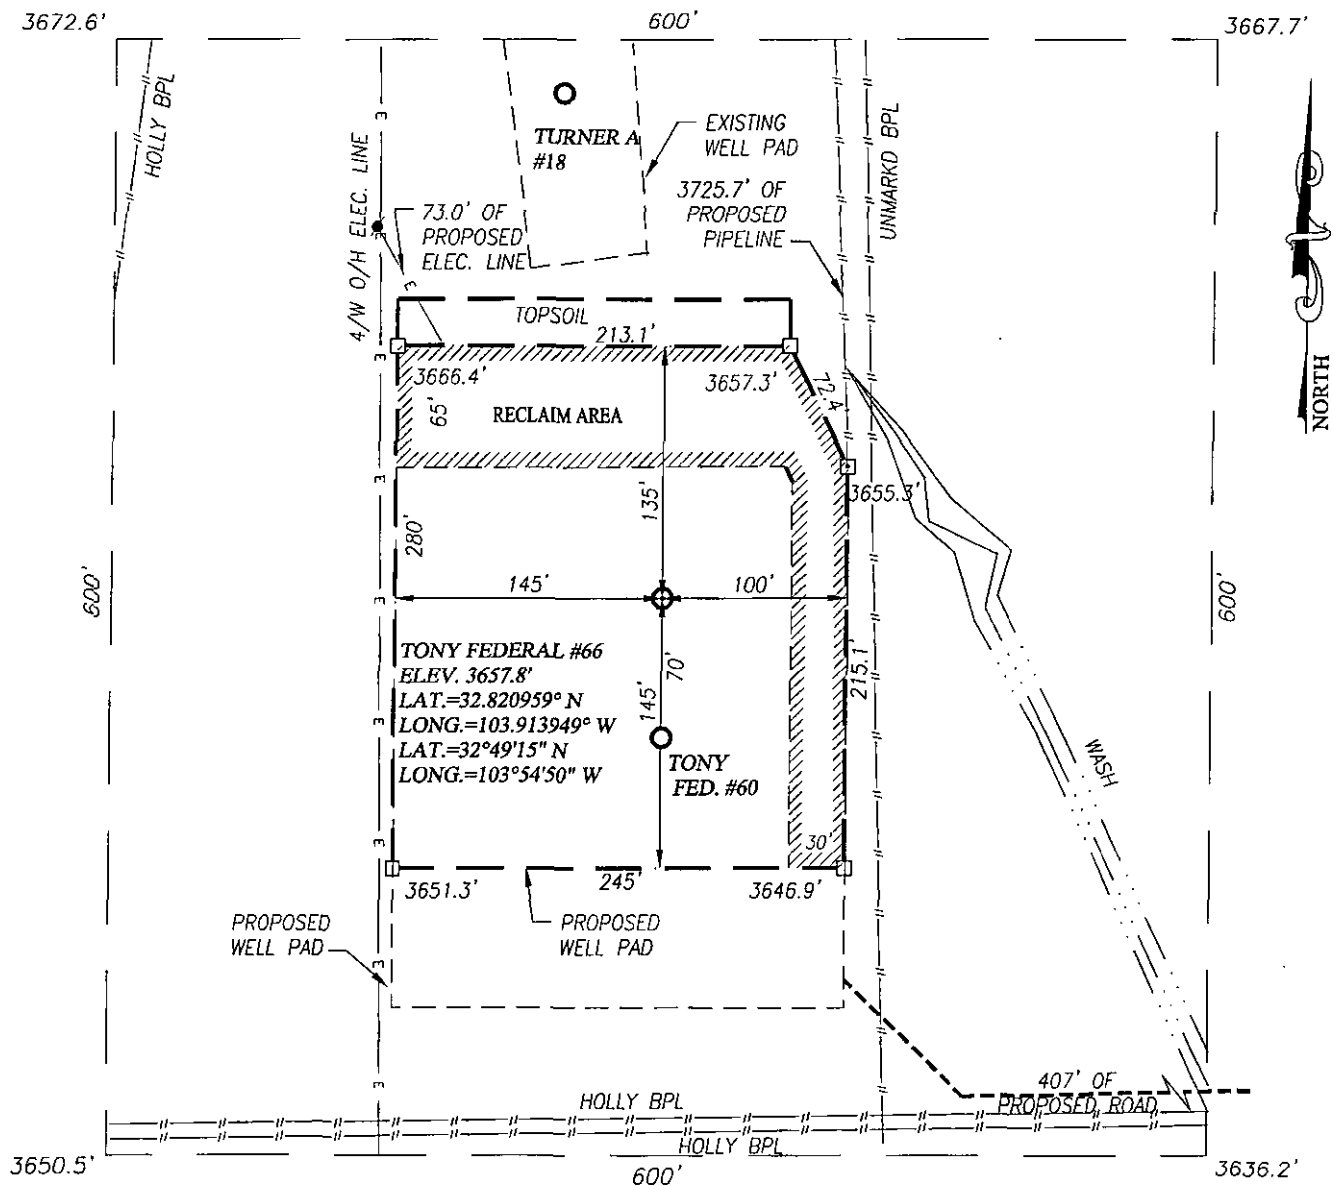 3672.6'
600'
3667.7'
HOLLY BPL
4/W O/H ELEC. LINE
TURNER A
#18
EXISTING
WELL PAD
UNMARKD BPL
3725.7' OF
PROPOSED
PIPELINE
73.0' OF
PROPOSED
ELEC. LINE
TOPSOIL
213.1'
3666.4'
3657.3'
72.4'
65'
RECLAIM AREA
NORTH
3655.3'
135'
280'
600'
145'
100'
600'
TONY FEDERAL #66
ELEV. 3657.8'
LAT.=32.820959° N
LONG.=103.913949° W
LAT.=32°49'15" N
LONG.=103°54'50" W
145'
70'
215.1'
TONY
FED. #60
WASH
30'
3651.3'
245'
3646.9'
PROPOSED
WELL PAD
PROPOSED
WELL PAD
407' OF
PROPOSED ROAD
HOLLY BPL
HOLLY BPL
3650.5'
600'
3636.2'